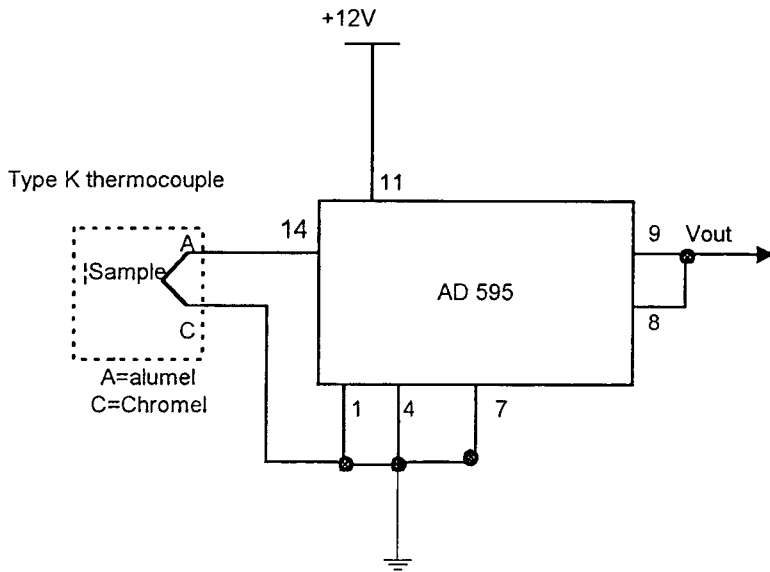 +12V
11
Type K thermocouple
14
A
Sample
C
A=alumel
C=Chromel
AD 595
9
Vout
8
1
4
7